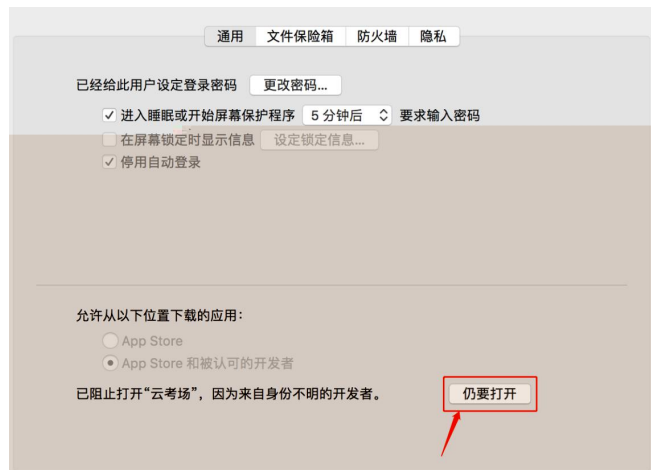 通用 文件保险箱 防火墙 隐私
已经给此用户设定登录密码 更改密码...
进入睡眠或开始屏幕保护程序 5 分钟后 要求输入密码
在屏幕锁定时显示信息 设定锁定信息...
停用自动登录
允许从以下位置下载的应用：
App Store
App Store 和被认可的开发者
已阻止打开“云考场”，因为来自身份不明的开发者。 仍要打开